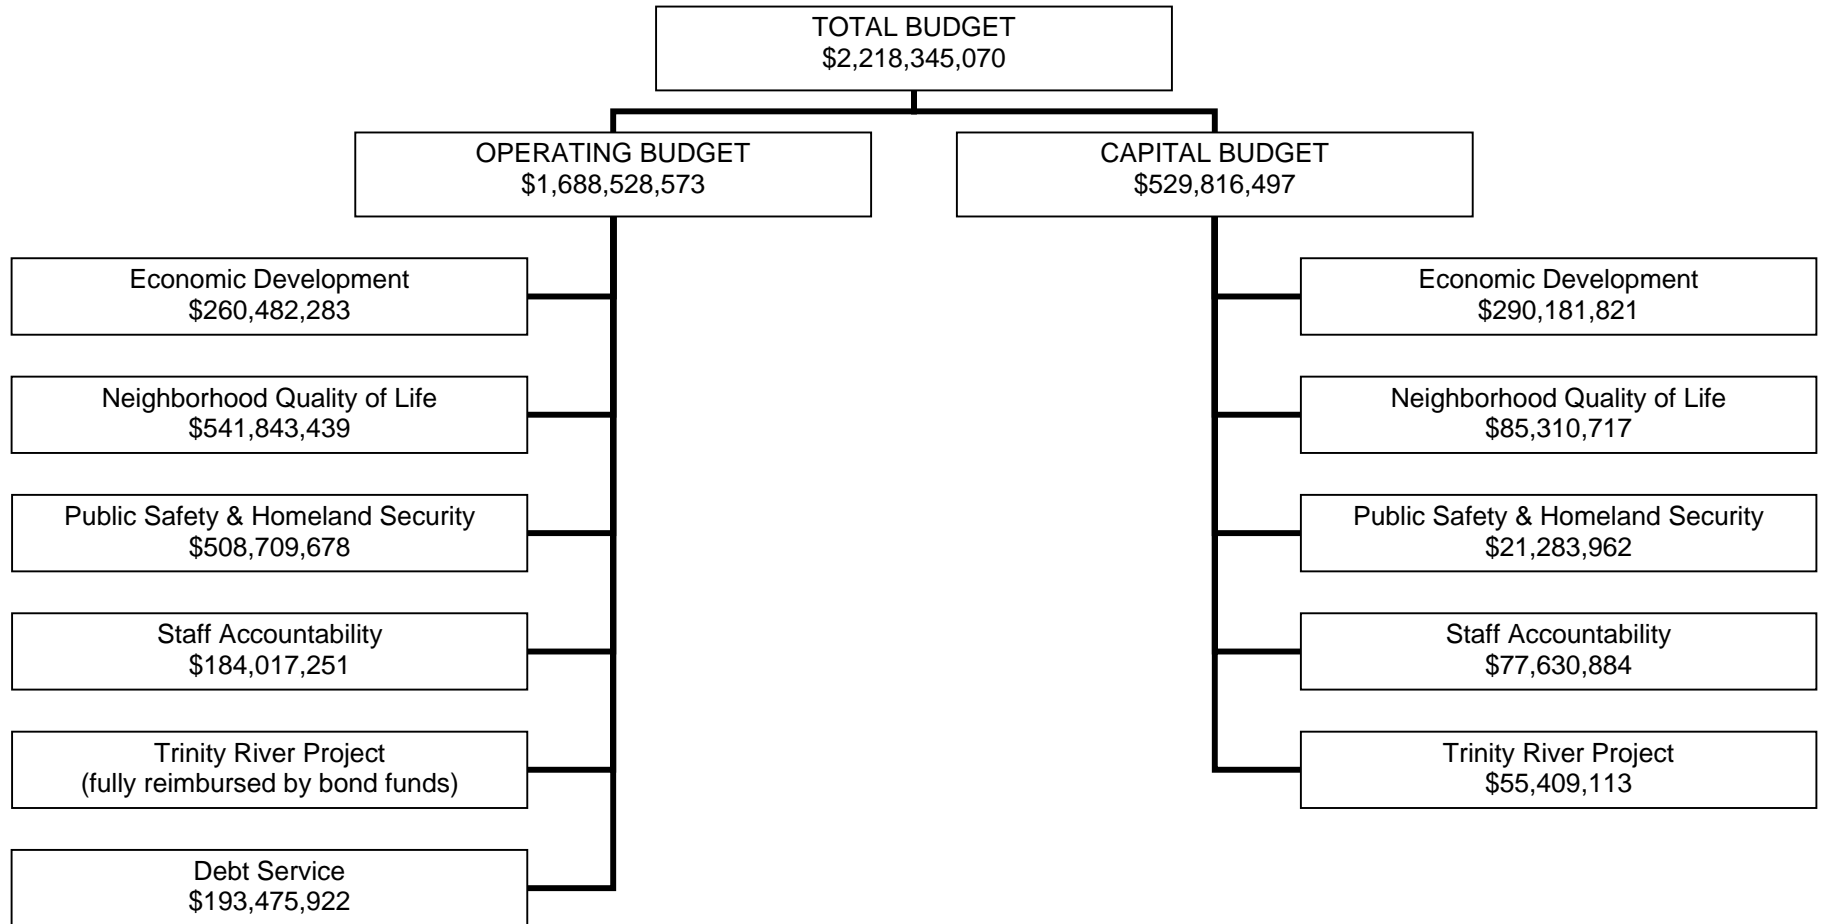 TOTAL BUDGET
$2,218,345,070
OPERATING BUDGET
$1,688,528,573
CAPITAL BUDGET
$529,816,497
Economic Development
$260,482,283
Neighborhood Quality of Life
$541,843,439
Public Safety & Homeland Security
$508,709,678
Staff Accountability
$184,017,251
Trinity River Project
(fully reimbursed by bond funds)
Debt Service
$193,475,922
Economic Development
$290,181,821
Neighborhood Quality of Life
$85,310,717
Public Safety & Homeland Security
$21,283,962
Staff Accountability
$77,630,884
Trinity River Project
$55,409,113